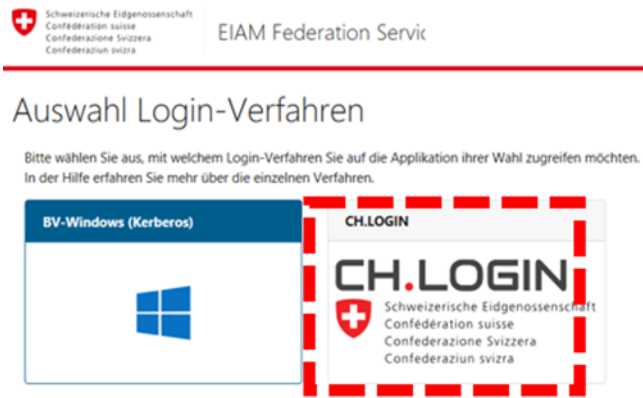 Schweizerische Eidgenossenschaft
Confédération suisse
Confederazione Svizzera
Confederaziun svizra
EIAM Federation Servic
Auswahl Login-Verfahren
Bitte wählen Sie aus, mit welchem Login-Verfahren Sie auf die Applikation ihrer Wahl zugreifen möchten.
In der Hilfe erfahren Sie mehr über die einzelnen Verfahren.
BV-Windows (Kerberos)
CH.LOGIN
CH.LOGIN
Schweizerische Eidgenossenschaft
Confédération suisse
Confederazione Svizzera
Confederaziun svizra